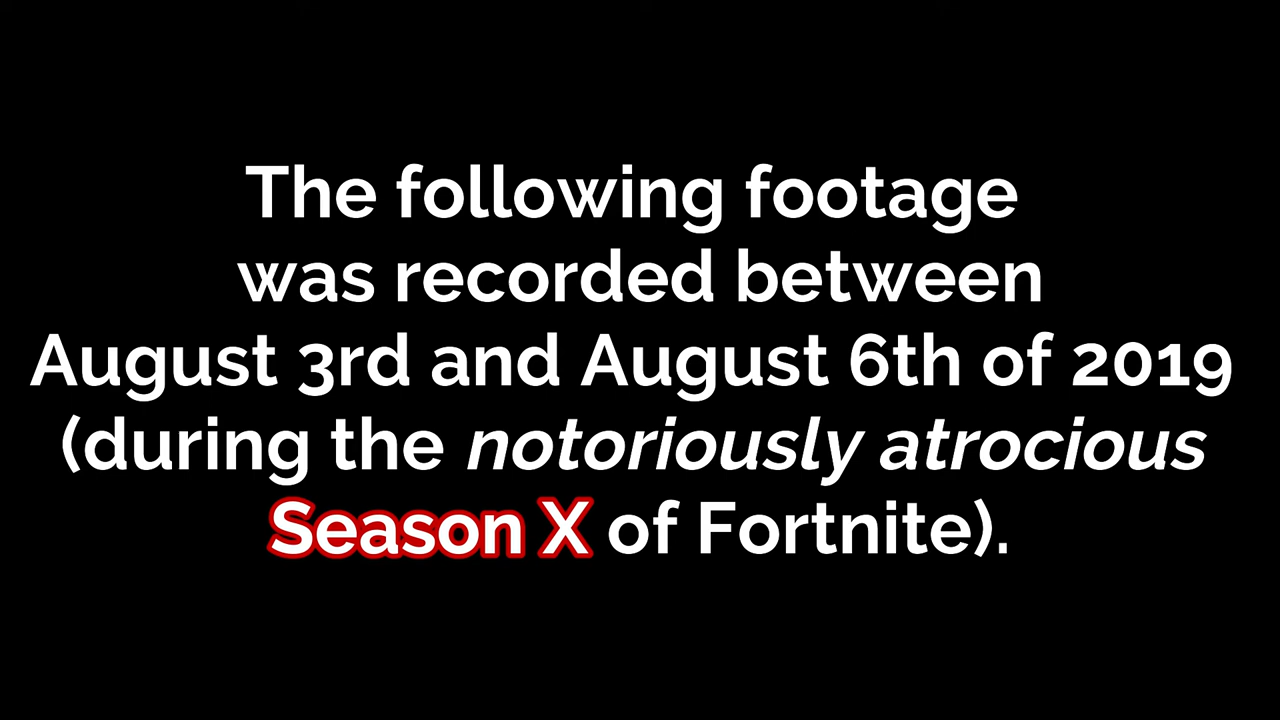 The following footage
was recorded between
August 3rd and August 6th of 2019
(during the notoriously atrocious
Season X of Fortnite).